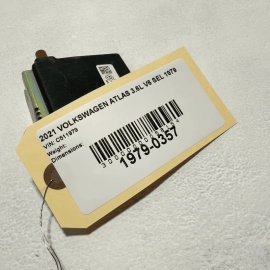 2021 VOLKSWAGEN ATLAS 3.6L V6 SEL 1979
VIN: C511979
Weight:
Dimensions:
1979-0357